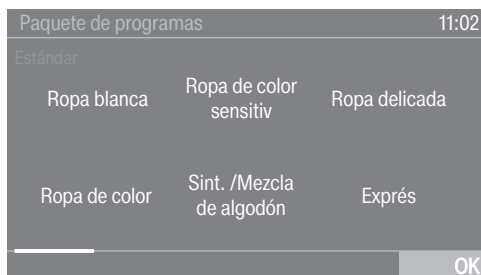 Paquete de programas 11:02
Estándar
Ropa blanca
Ropa de color
sensitiv
Ropa delicada
Ropa de color
Sint. /Mezcla
de algodón
Exprés
OK